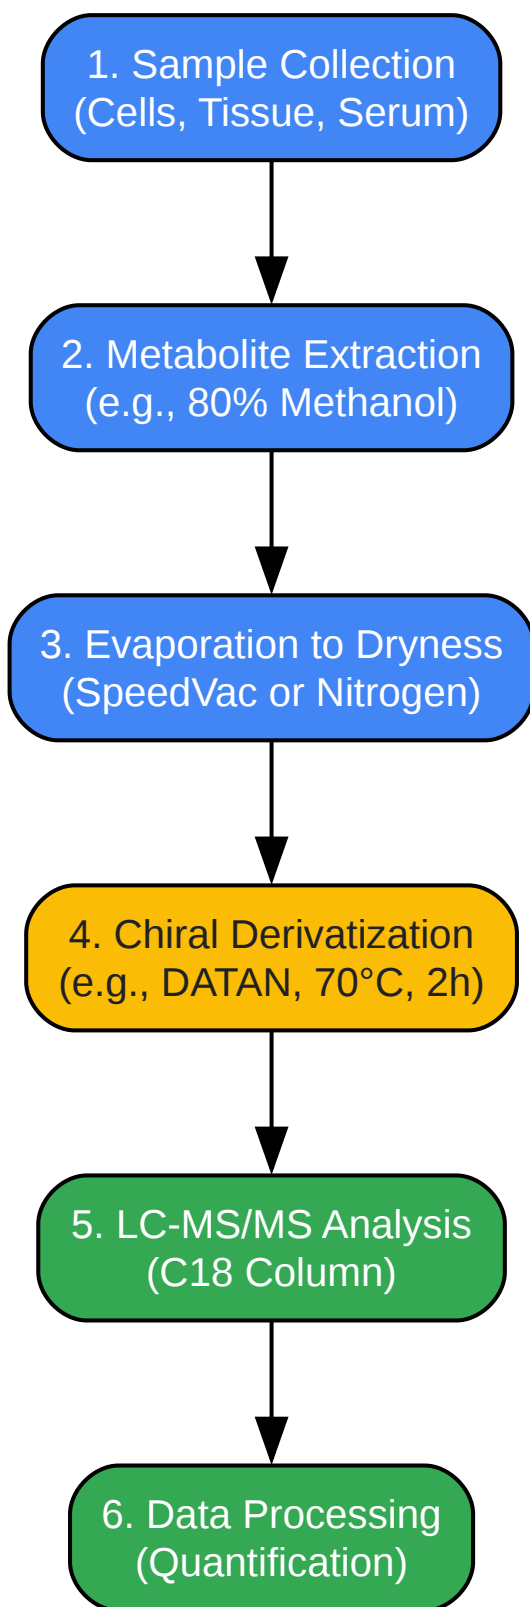 1. Sample Collection
(Cells, Tissue, Serum)
2. Metabolite Extraction
(e.g., 80% Methanol)
3. Evaporation to Dryness
(SpeedVac or Nitrogen)
4. Chiral Derivatization
(e.g., DATAN, 70°C, 2h)
5. LC-MS/MS Analysis
(C18 Column)
6. Data Processing
(Quantification)